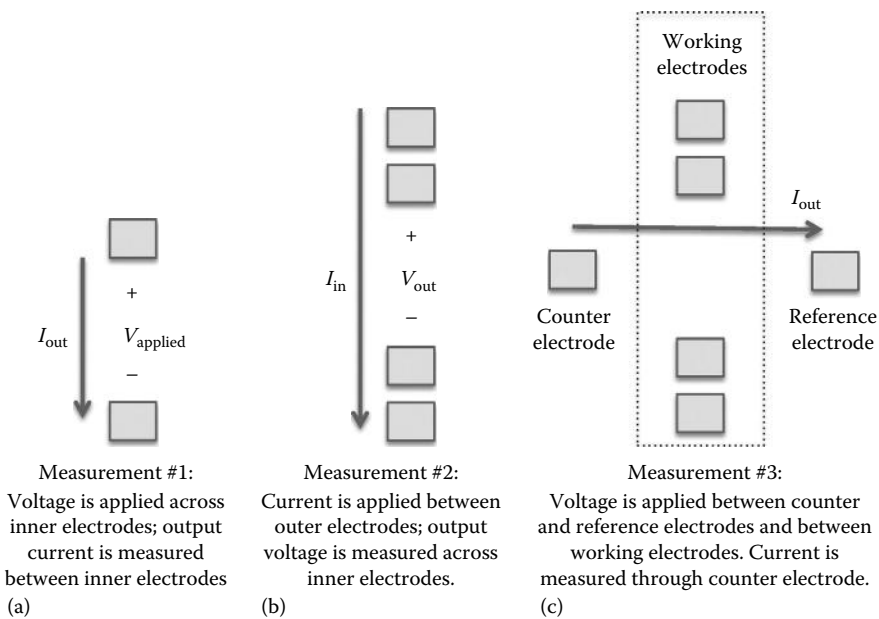 +
I_out
V_applied
–
Measurement #1:
Voltage is applied across
inner electrodes; output
current is measured
between inner electrodes
(a)
+
I_in
V_out
–
Measurement #2:
Current is applied between
outer electrodes; output
voltage is measured across
inner electrodes.
(b)
Working
electrodes
I_out
Counter
electrode
Reference
electrode
Measurement #3:
Voltage is applied between counter
and reference electrodes and between
working electrodes. Current is
measured through counter electrode.
(c)